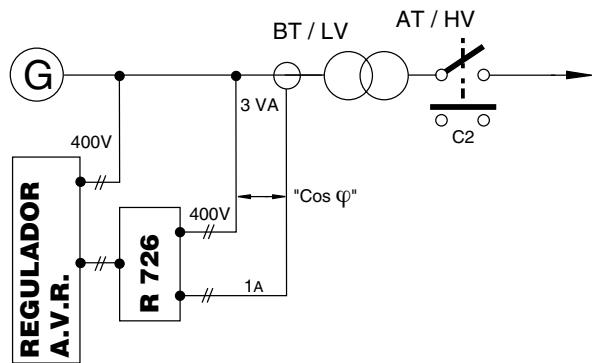 BT / LV
AT / HV
G
3 VA
C2
400V
"Cos φ"
400V
1A
REGULADOR
A.V.R.
R 726